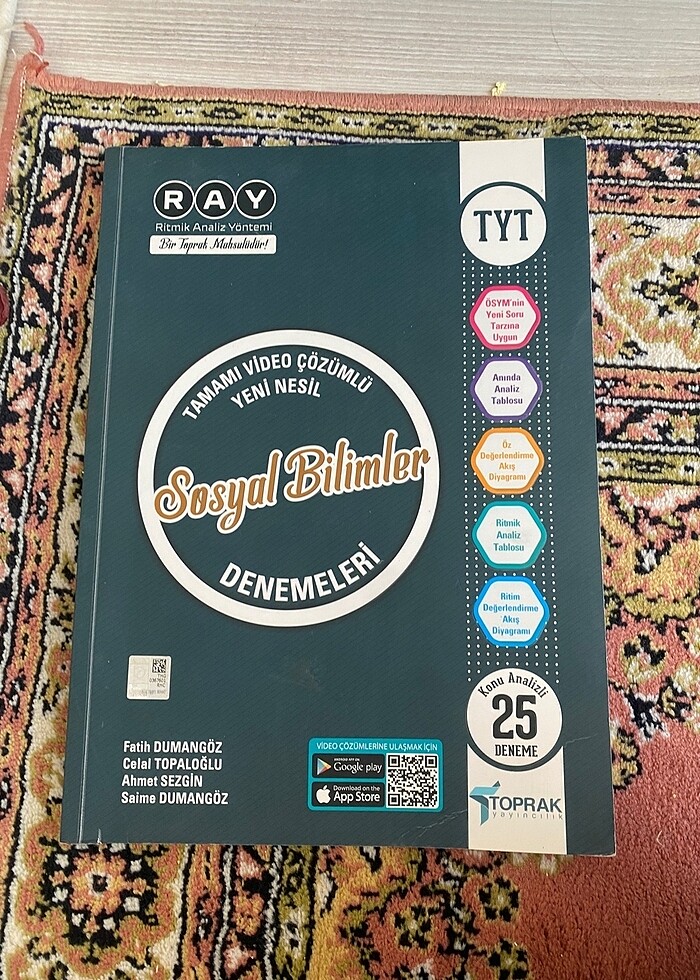 RAY
Ritmik Analiz Yöntemi
Bir Toprak Mahsulüdür!
TYT
ÖSYM'nin
Yeni Soru
Tarzına
Uygun
Anında
Analiz
Tablosu
Öz
Değerlendirme
Akış
Diyagramı
Ritmik
Analiz
Tablosu
Ritim
Değerlendirme
Akış
Diyagramı
TAMAMI VİDEO ÇÖZÜMLÜ
YENİ NESİL
Sosyal Bilimler
DENEMELERİ
Konu Analizli
25
DENEME
Fatih DUMANGÖZ
Celal TOPALOĞLU
Ahmet SEZGİN
Saime DUMANGÖZ
VİDEO ÇÖZÜMLERİNE ULAŞMAK İÇİN
ANDROID APP ON
Google play
Download on the
App Store
TOPRAK
yayıncılık